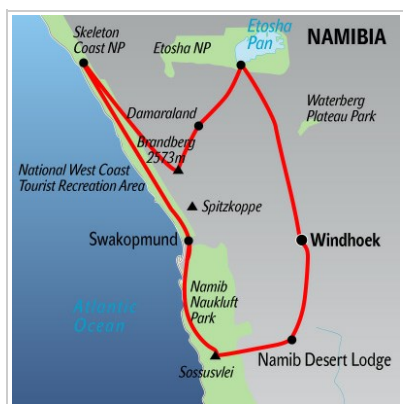 Skeleton
Coast NP
Etosha NP
Etosha
Pan
NAMIBIA
Damaraland
Waterberg
Plateau Park
Brandberg
2573m
National West Coast
Tourist Recreation Area
Spitzkoppe
Swakopmund
Windhoek
Namib
Naukluft
Park
Atlantic
Ocean
Namib Desert Lodge
Sossusvlei